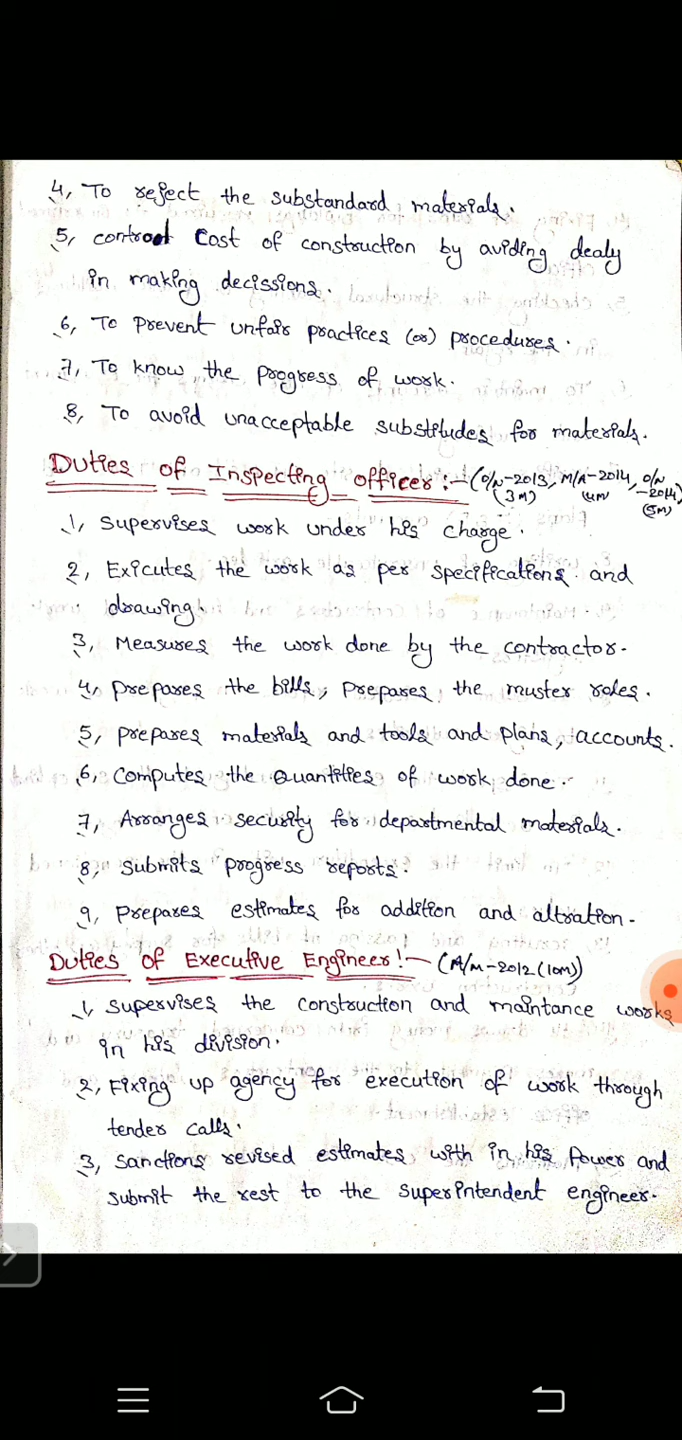 4, To reject the substandard materials.
5, control Cost of construction by aviding dealy
in making decissions.
6, To Prevent unfair practices (or) procedures.
7, To know the progress of work.
8, To avoid unacceptable substitudes for materials.
Duties of Inspecting officer :- (O/N-2013, M/A-2014, O/N
(3M) (4M) -2014)
(5M)
1, Supervises work under his charge.
2, Exicutes the work as per specifications and
drawing
3, Measures the work done by the contractor.
4, prepares the bills, prepares the muster roles.
5, prepares materials and tools and plans, accounts.
6, Computes the quantities of work done.
7, Arranges security for departmental materials.
8, Submits progress reports.
9, Prepares estimates for addition and altration.
Duties of Executive Engineer :- (A/M-2012(10M))
1, Supervises the construction and maintance works
in his division.
2, Fixing up agency for execution of work through
tender calls.
3, Sanctions revised estimates with in his Power and
submit the rest to the superintendent engineer.